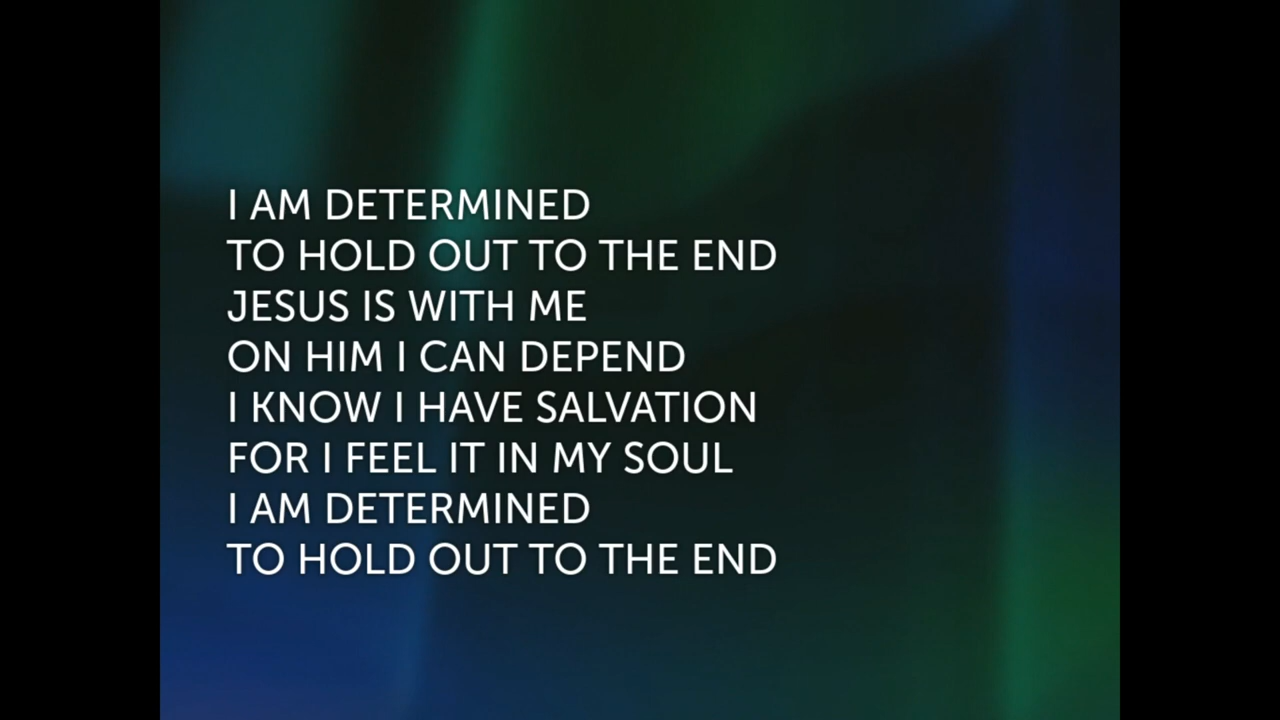 I AM DETERMINED
TO HOLD OUT TO THE END
JESUS IS WITH ME
ON HIM I CAN DEPEND
I KNOW I HAVE SALVATION
FOR I FEEL IT IN MY SOUL
I AM DETERMINED
TO HOLD OUT TO THE END